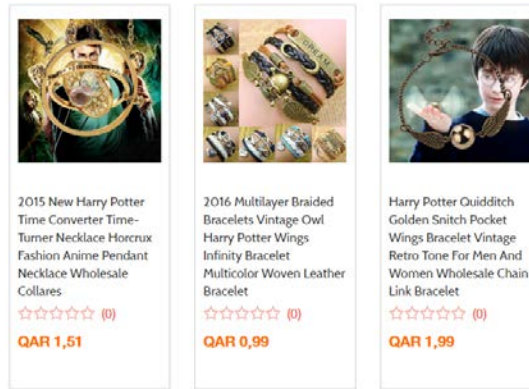 2015 New Harry Potter
Time Converter Time-
Turner Necklace Horcrux
Fashion Anime Pendant
Necklace Wholesale
Collares
(0)
QAR 1,51
DREAM
2016 Multilayer Braided
Bracelets Vintage Owl
Harry Potter Wings
Infinity Bracelet
Multicolor Woven Leather
Bracelet
(0)
QAR 0,99
Harry Potter Quidditch
Golden Snitch Pocket
Wings Bracelet Vintage
Retro Tone For Men And
Women Wholesale Chain
Link Bracelet
(0)
QAR 1,99